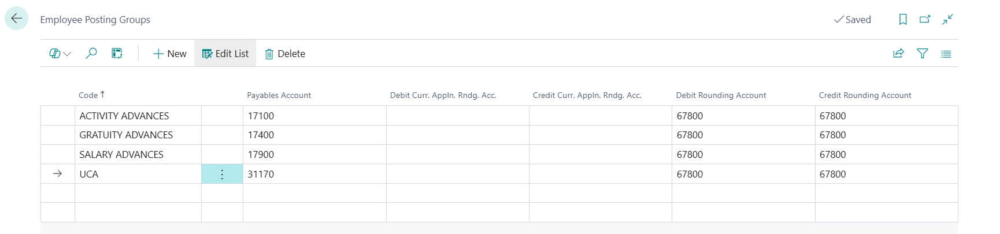 Employee Posting Groups
Saved
New Edit List Delete
Code ↑ Payables Account Debit Curr. Appln. Rndg. Acc. Credit Curr. Appln. Rndg. Acc. Debit Rounding Account Credit Rounding Account
ACTIVITY ADVANCES 17100 67800 67800
GRATUITY ADVANCES 17400 67800 67800
SALARY ADVANCES 17900 67800 67800
UCA 31170 67800 67800